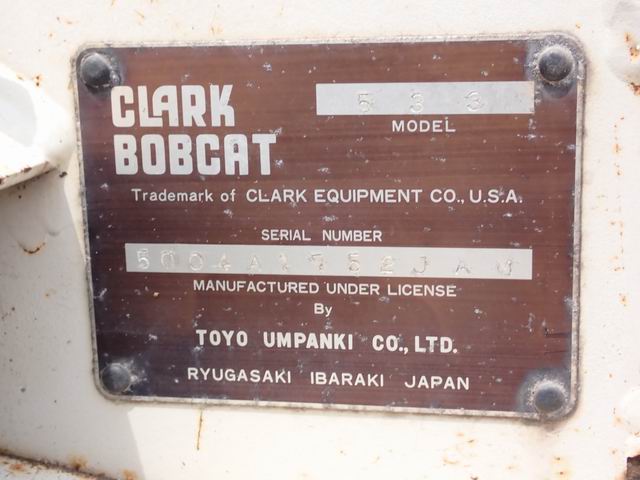 CLARK
BOBCAT
533
MODEL
Trademark of CLARK EQUIPMENT CO., U.S.A.
SERIAL NUMBER
MANUFACTURED UNDER LICENSE
By
TOYO UMPANKI CO., LTD.
RYUGASAKI IBARAKI JAPAN